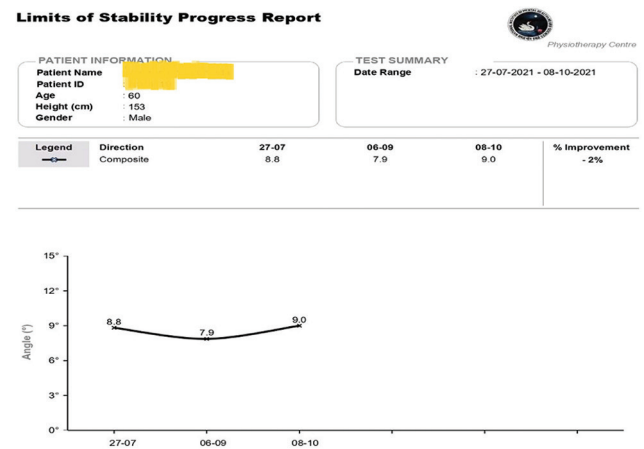 Limits of Stability Progress Report
Physiotherapy Centre
PATIENT INFORMATION
Patient Name
Patient ID :
Age : 60
Height (cm) : 153
Gender : Male
TEST SUMMARY
Date Range : 27-07-2021 - 08-10-2021
Legend Direction 27-07 06-09 08-10 % Improvement
Composite 8.8 7.9 9.0 - 2%
15°
12°
9°
6°
3°
0°
Angle (°)
8.8 7.9 9.0
27-07 06-09 08-10